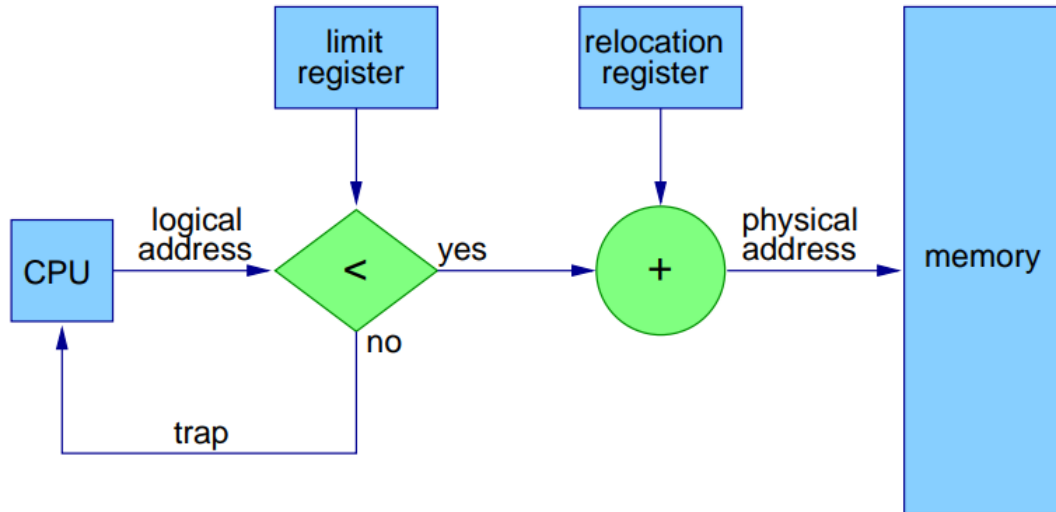 limit
register
relocation
register
logical
address
CPU
<
yes
no
trap
+
physical
address
memory